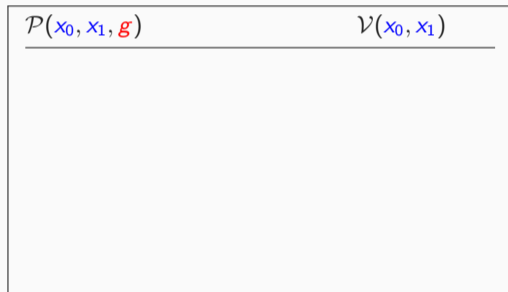 𝒫(x₀, x₁, g) 𝒱(x₀, x₁)